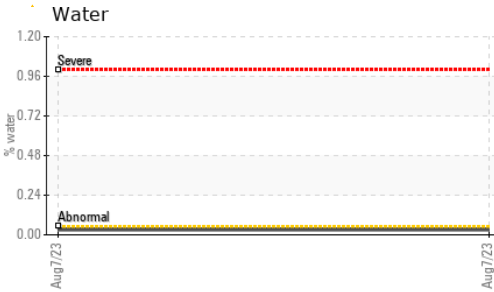 Water
1.20
Severe
0.96
0.72
% water
0.48
0.24
Abnormal
0.00
Aug7/23
Aug7/23